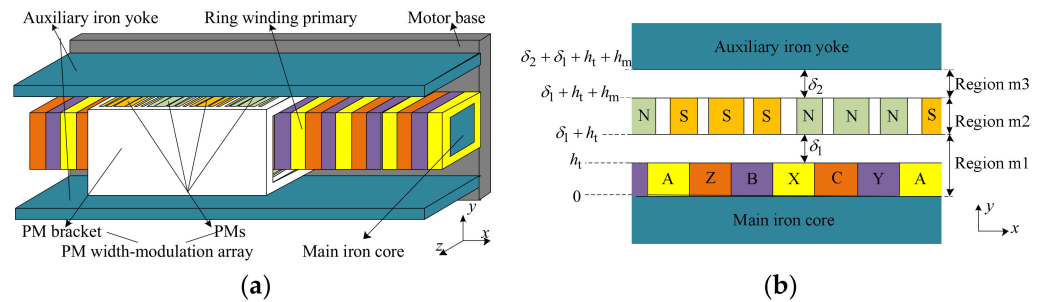 Auxiliary iron yoke Ring winding primary Motor base
PM bracket PMs Main iron core
PM width-modulation array
y
x
z
(a)
Auxiliary iron yoke
δ₂ + δ₁ + hₜ + hₘ
δ₂ Region m3
δ₁ + hₜ + hₘ
N S S S N N N S Region m2
δ₁ + hₜ
δ₁ Region m1
hₜ
A Z B X C Y A
0
Main iron core
y
x
(b)